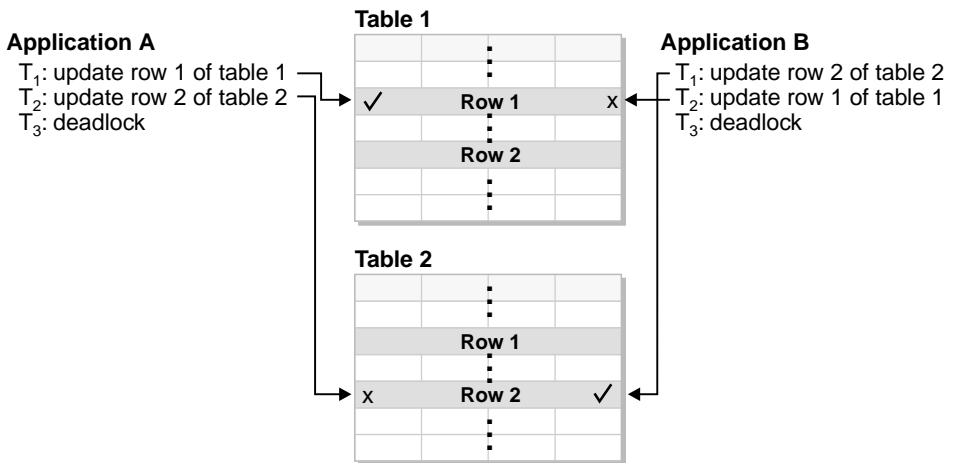 Table 1
Application A
T₁: update row 1 of table 1
T₂: update row 2 of table 2
T₃: deadlock
✓ Row 1 x
Row 2
Application B
T₁: update row 2 of table 2
T₂: update row 1 of table 1
T₃: deadlock
Table 2
Row 1
x Row 2 ✓